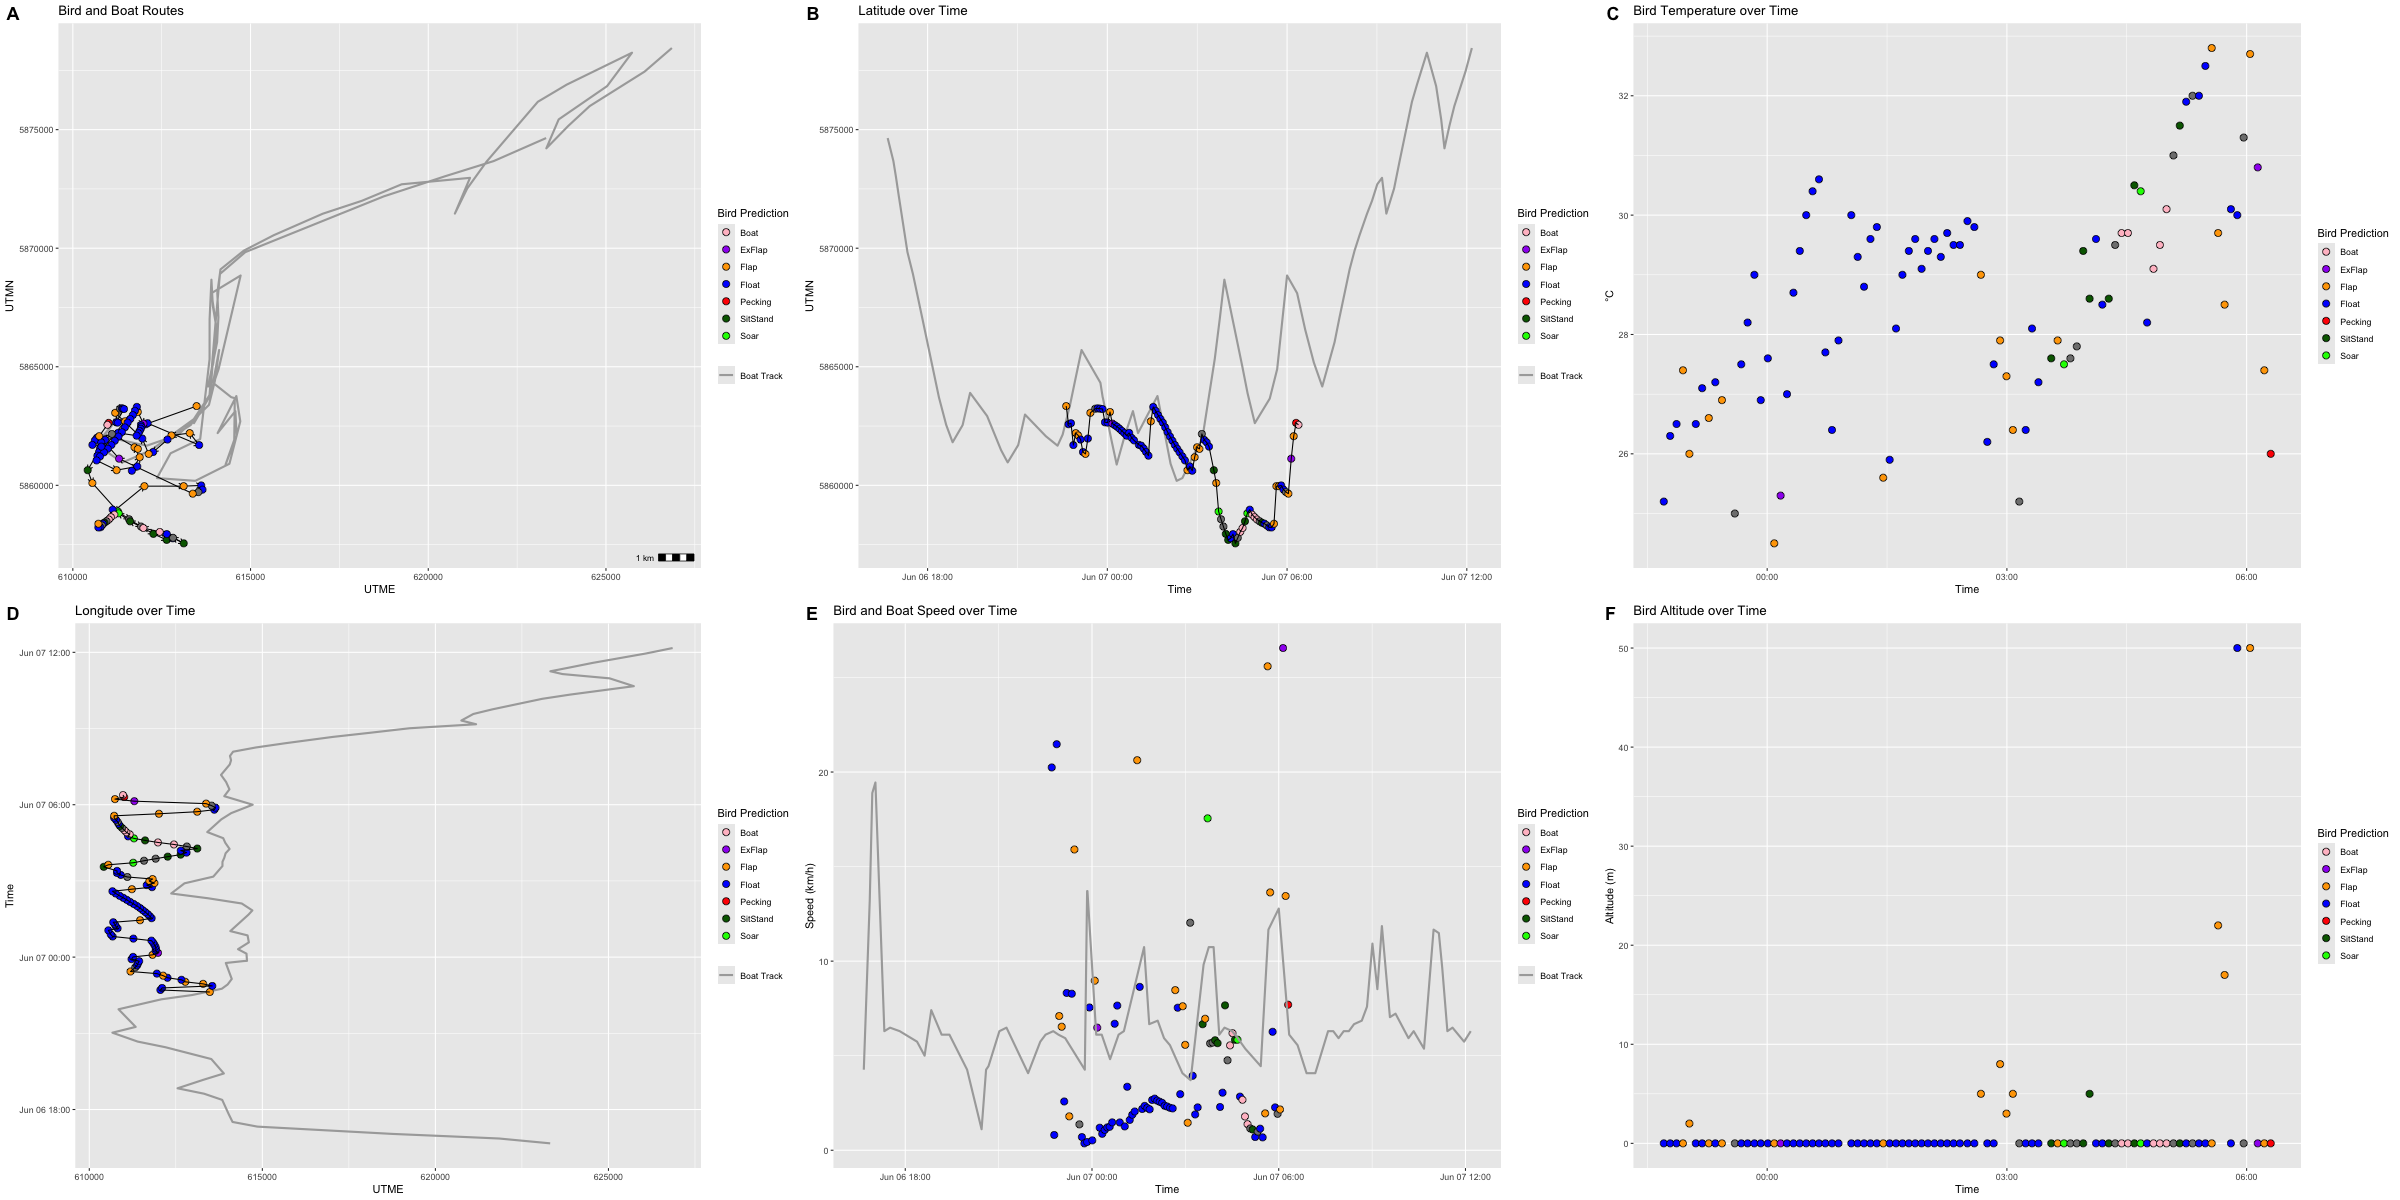 A
Bird and Boat Routes
UTMN
5875000
5870000
5865000
5860000
610000
615000
620000
625000
UTME
1 km
Bird Prediction
Boat
ExFlap
Flap
Float
Pecking
SitStand
Soar
Boat Track
B
Latitude over Time
UTMN
5875000
5870000
5865000
5860000
Jun 06 18:00
Jun 07 00:00
Jun 07 06:00
Jun 07 12:00
Time
Bird Prediction
Boat
ExFlap
Flap
Float
Pecking
SitStand
Soar
Boat Track
C
Bird Temperature over Time
°C
32
30
28
26
00:00
03:00
06:00
Time
Bird Prediction
Boat
ExFlap
Flap
Float
Pecking
SitStand
Soar
D
Longitude over Time
Time
Jun 07 12:00
Jun 07 06:00
Jun 07 00:00
Jun 06 18:00
610000
615000
620000
625000
UTME
Bird Prediction
Boat
ExFlap
Flap
Float
Pecking
SitStand
Soar
Boat Track
E
Bird and Boat Speed over Time
Speed (km/h)
20
10
0
Jun 06 18:00
Jun 07 00:00
Jun 07 06:00
Jun 07 12:00
Time
Bird Prediction
Boat
ExFlap
Flap
Float
Pecking
SitStand
Soar
Boat Track
F
Bird Altitude over Time
Altitude (m)
50
40
30
20
10
0
00:00
03:00
06:00
Time
Bird Prediction
Boat
ExFlap
Flap
Float
Pecking
SitStand
Soar